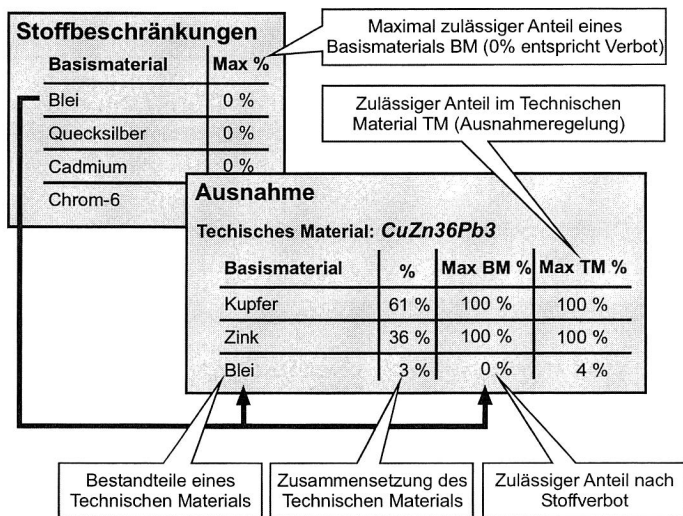 Stoffbeschränkungen
Basismaterial Max %
Blei 0 %
Quecksilber 0 %
Cadmium 0 %
Chrom-6
Maximal zulässiger Anteil eines
Basismaterials BM (0% entspricht Verbot)
Zulässiger Anteil im Technischen
Material TM (Ausnahmeregelung)
Ausnahme
Techisches Material: CuZn36Pb3
Basismaterial % Max BM % Max TM %
Kupfer 61 % 100 % 100 %
Zink 36 % 100 % 100 %
Blei 3 % 0 % 4 %
Bestandteile eines
Technischen Materials
Zusammensetzung des
Technischen Materials
Zulässiger Anteil nach
Stoffverbot